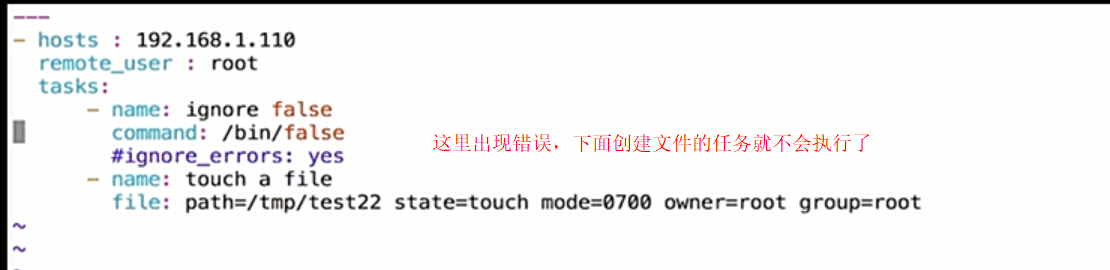 ---
- hosts : 192.168.1.110
remote_user : root
tasks:
- name: ignore false
command: /bin/false
这里出现错误，下面创建文件的任务就不会执行了
#ignore_errors: yes
- name: touch a file
file: path=/tmp/test22 state=touch mode=0700 owner=root group=root
~
~